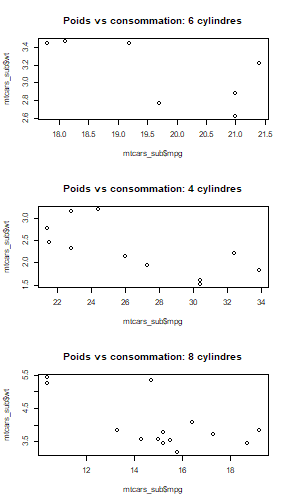 Poids vs consommation: 6 cylindres
mtcars_sub$wt
3.4
3.2
3.0
2.8
2.6
18.0 18.5 19.0 19.5 20.0 20.5 21.0 21.5
mtcars_sub$mpg
Poids vs consommation: 4 cylindres
mtcars_sub$wt
3.0
2.5
2.0
1.5
22 24 26 28 30 32 34
mtcars_sub$mpg
Poids vs consommation: 8 cylindres
mtcars_sub$wt
5.5
4.5
3.5
12 14 16 18
mtcars_sub$mpg